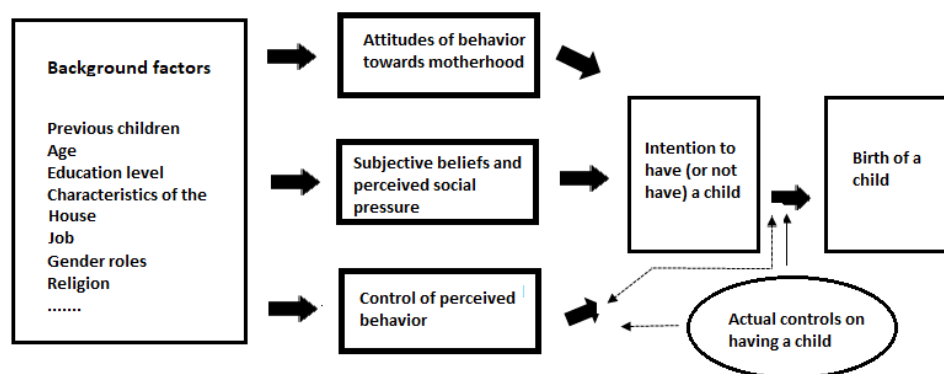 Background factors
Previous children
Age
Education level
Characteristics of the
House
Job
Gender roles
Religion
.......
Attitudes of behavior
towards motherhood
Subjective beliefs and
perceived social
pressure
Control of perceived
behavior
Intention to
have (or not
have) a child
Birth of a
child
Actual controls on
having a child